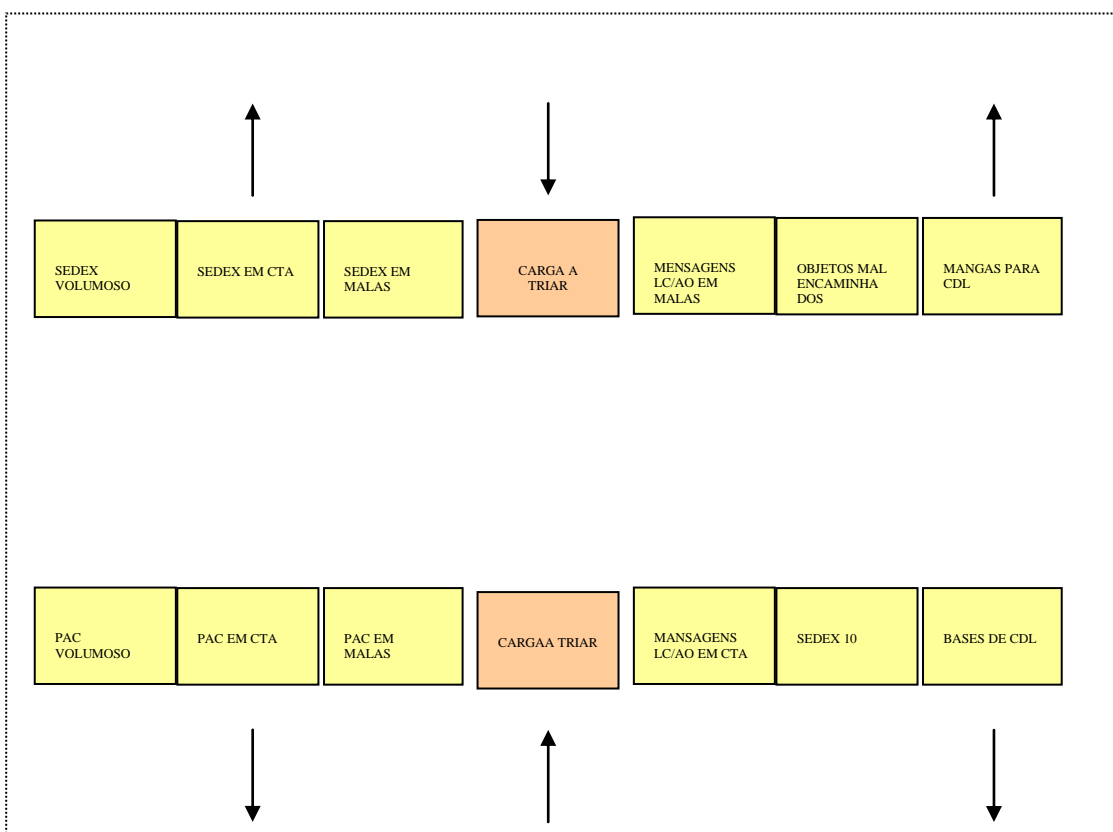 SEDEX
VOLUMOSO
SEDEX EM CTA
SEDEX EM
MALAS
CARGA A
TRIAR
MENSAGENS
LC/AO EM
MALAS
OBJETOS MAL
ENCAMINHA
DOS
MANGAS PARA
CDL
PAC
VOLUMOSO
PAC EM CTA
PAC EM
MALAS
CARGAA TRIAR
MANSAGENS
LC/AO EM CTA
SEDEX 10
BASES DE CDL